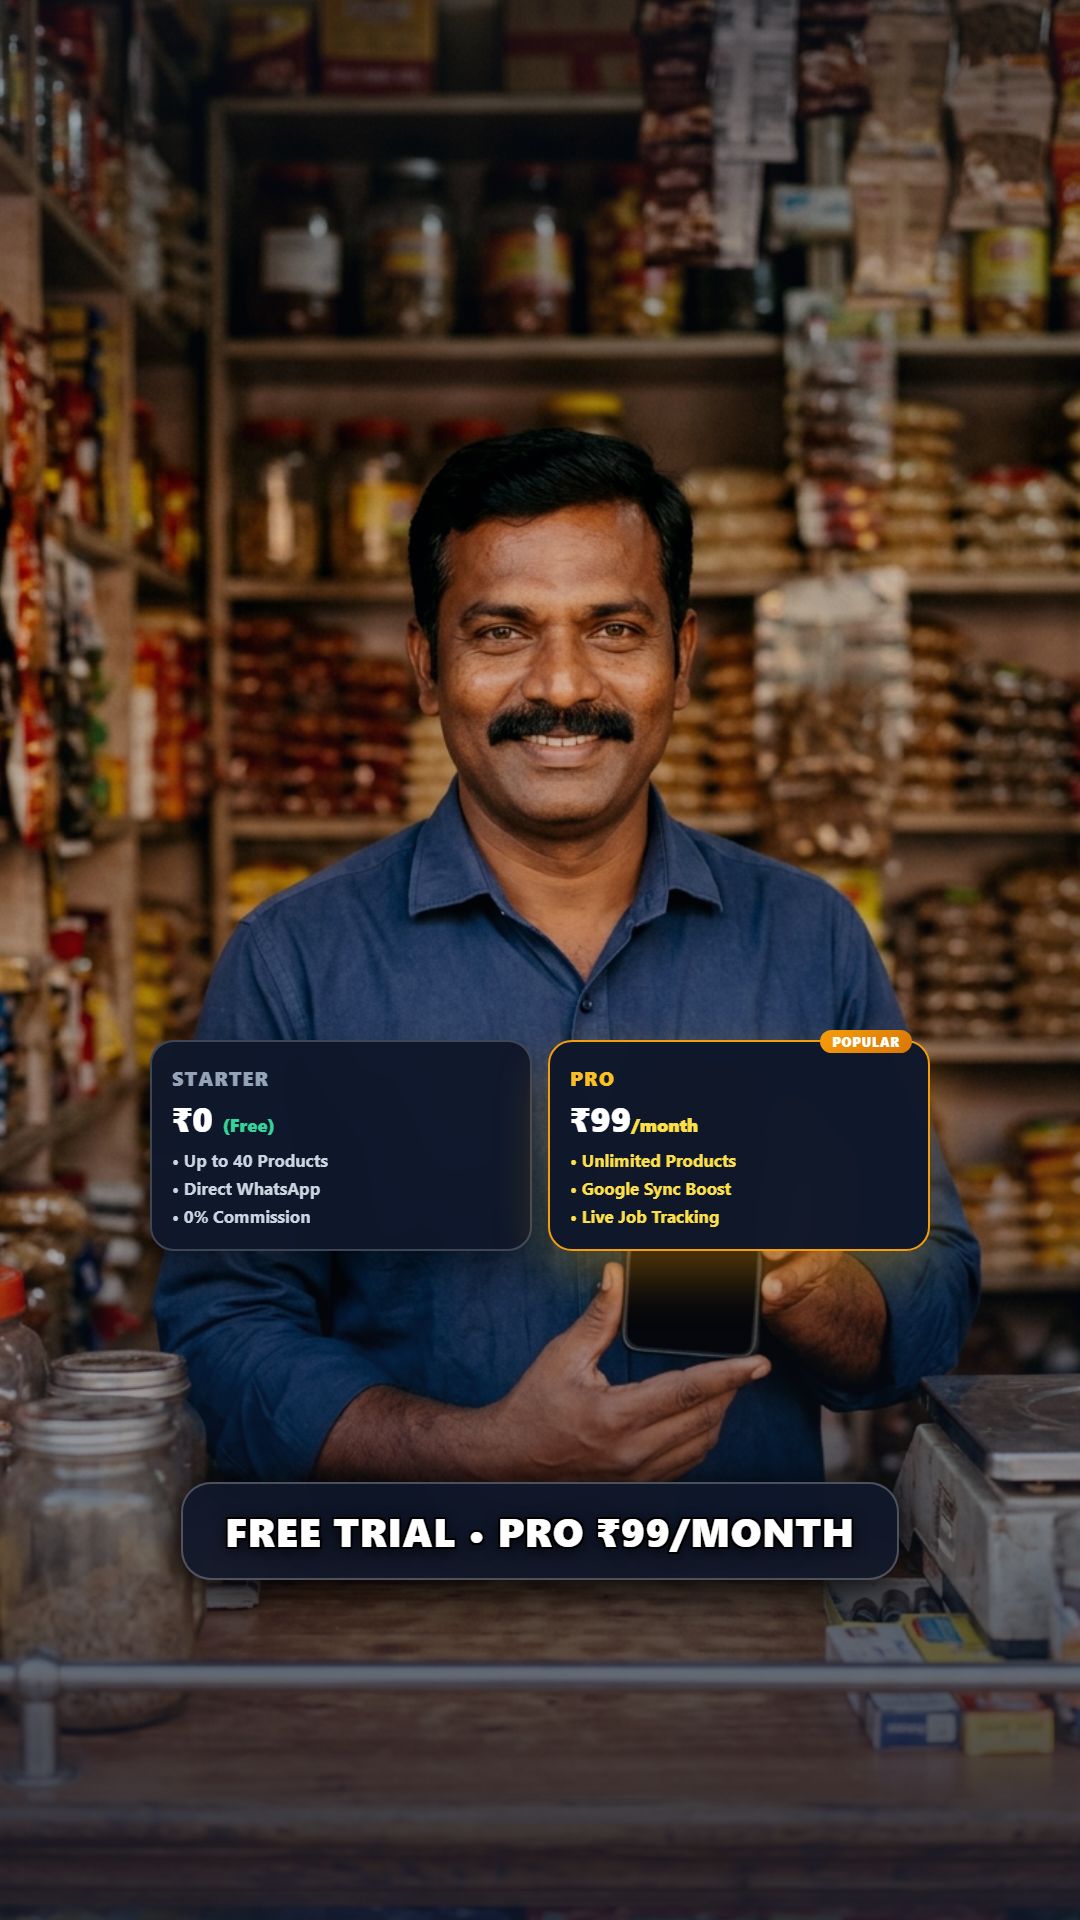 STARTER
₹0 (Free)
• Up to 40 Products
• Direct WhatsApp
• 0% Commission
POPULAR
PRO
₹99/month
• Unlimited Products
• Google Sync Boost
• Live Job Tracking
FREE TRIAL • PRO ₹99/MONTH